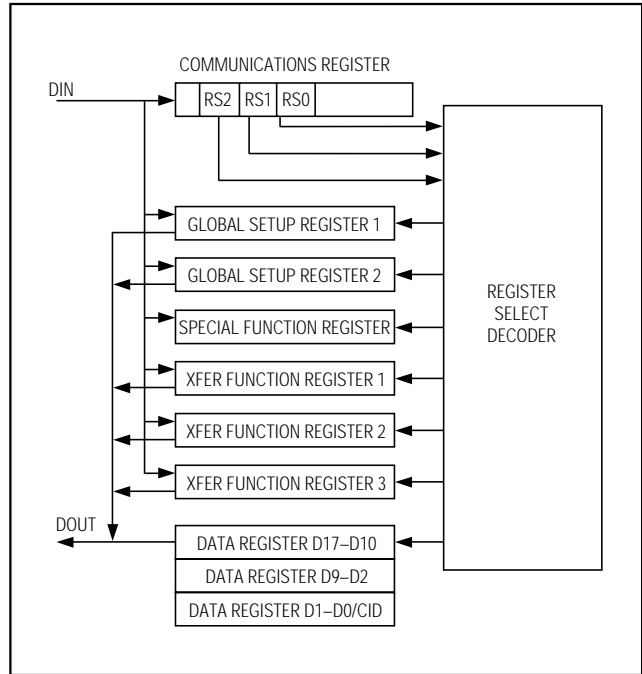 COMMUNICATIONS REGISTER
DIN
RS2 RS1 RS0
GLOBAL SETUP REGISTER 1
GLOBAL SETUP REGISTER 2
SPECIAL FUNCTION REGISTER
XFER FUNCTION REGISTER 1
XFER FUNCTION REGISTER 2
XFER FUNCTION REGISTER 3
REGISTER
SELECT
DECODER
DOUT
DATA REGISTER D17–D10
DATA REGISTER D9–D2
DATA REGISTER D1–D0/CID